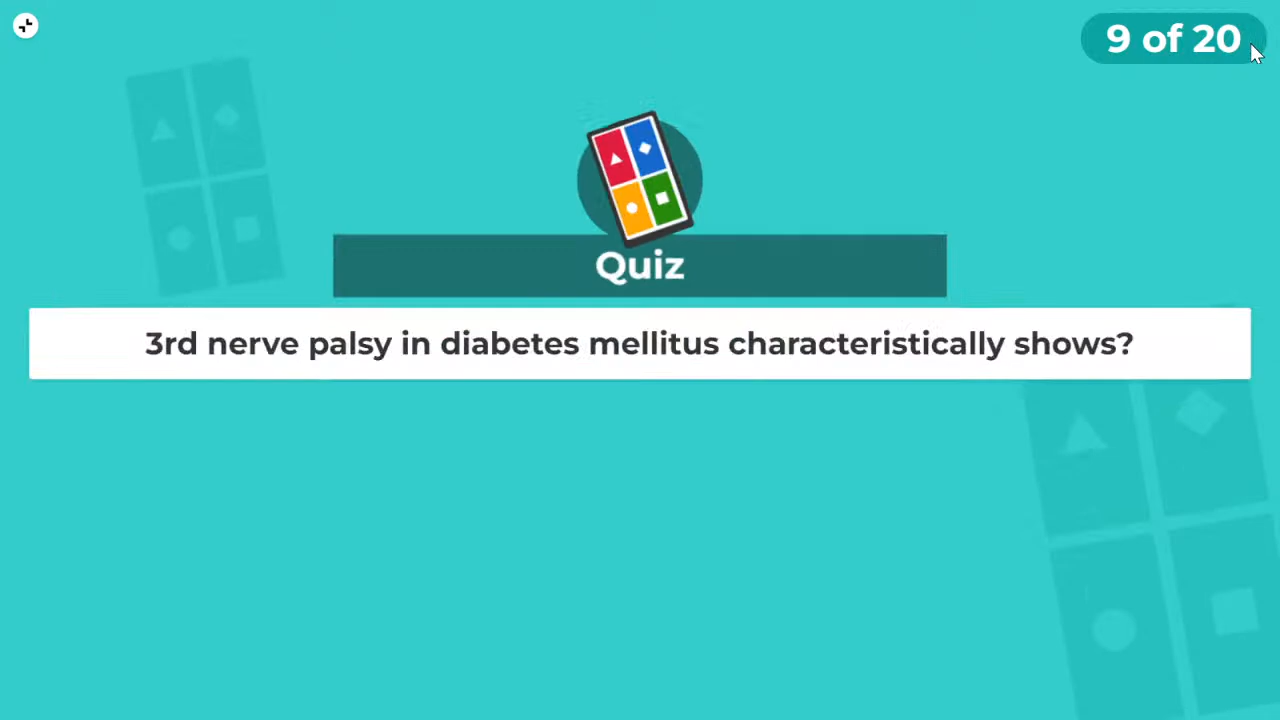 9 of 20
Quiz
3rd nerve palsy in diabetes mellitus characteristically shows?